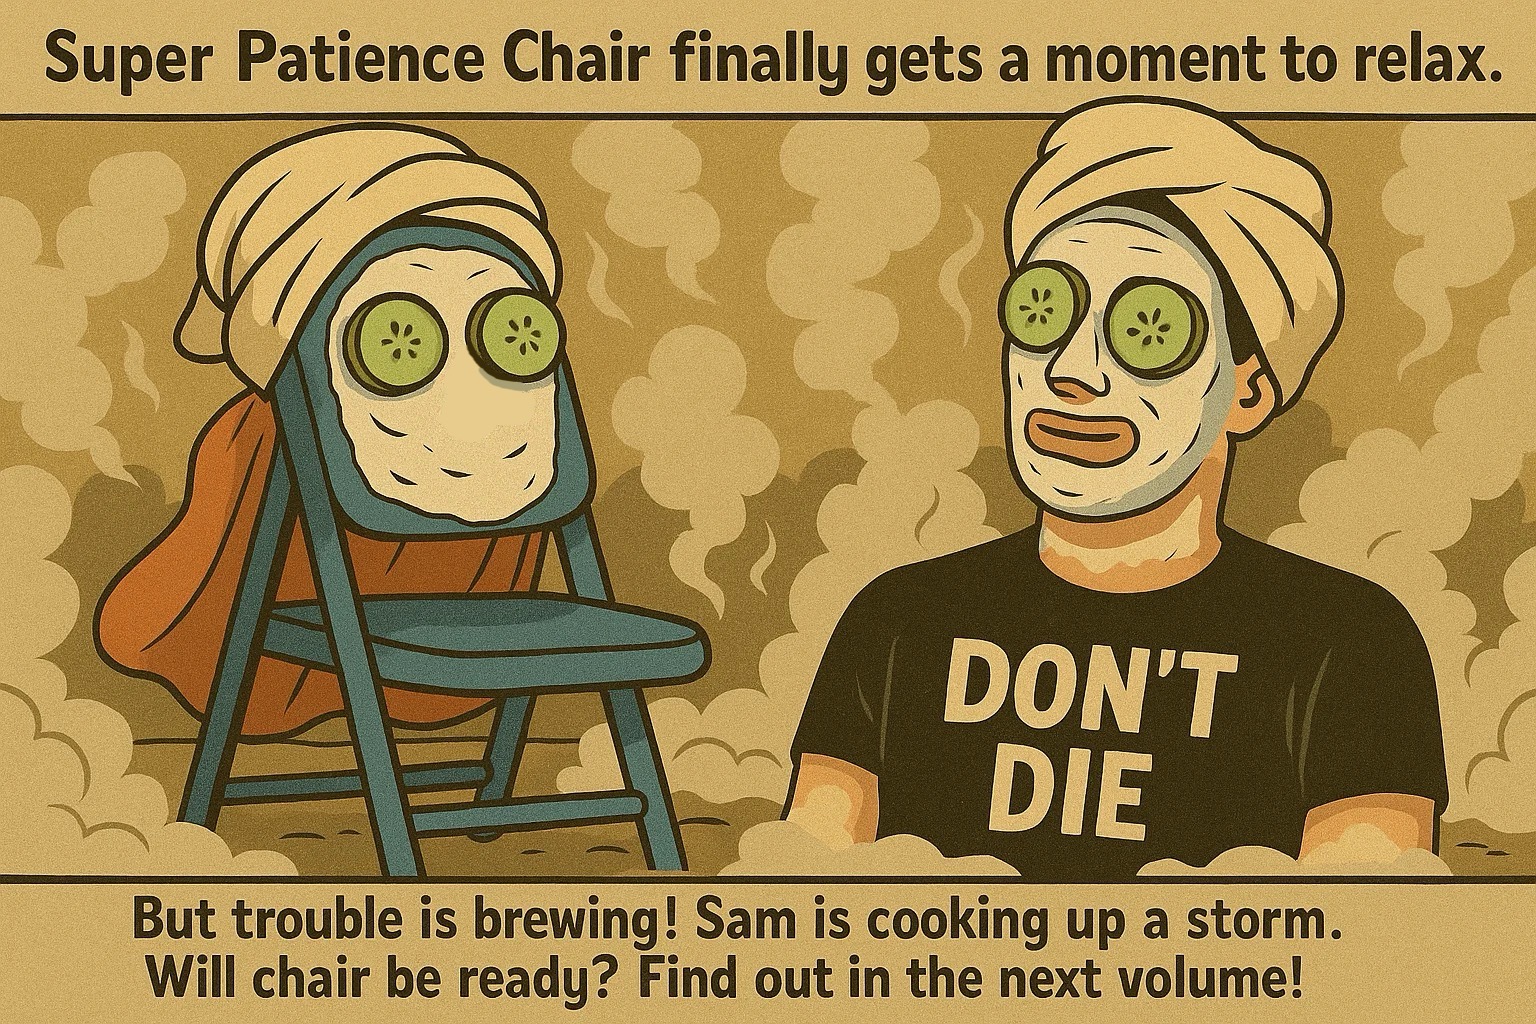 Super Patience Chair finally gets a moment to relax.
DON'T
DIE
But trouble is brewing! Sam is cooking up a storm.
Will chair be ready? Find out in the next volume!